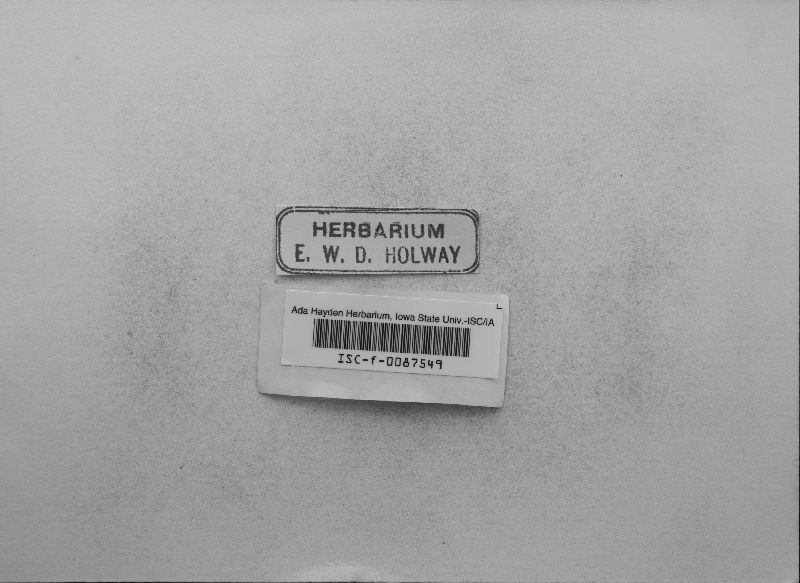 HERBARIUM
E. W. D. HOLWAY
Ada Hayden Herbarium, Iowa State Univ.-ISC/IA
ISC-f-0087549